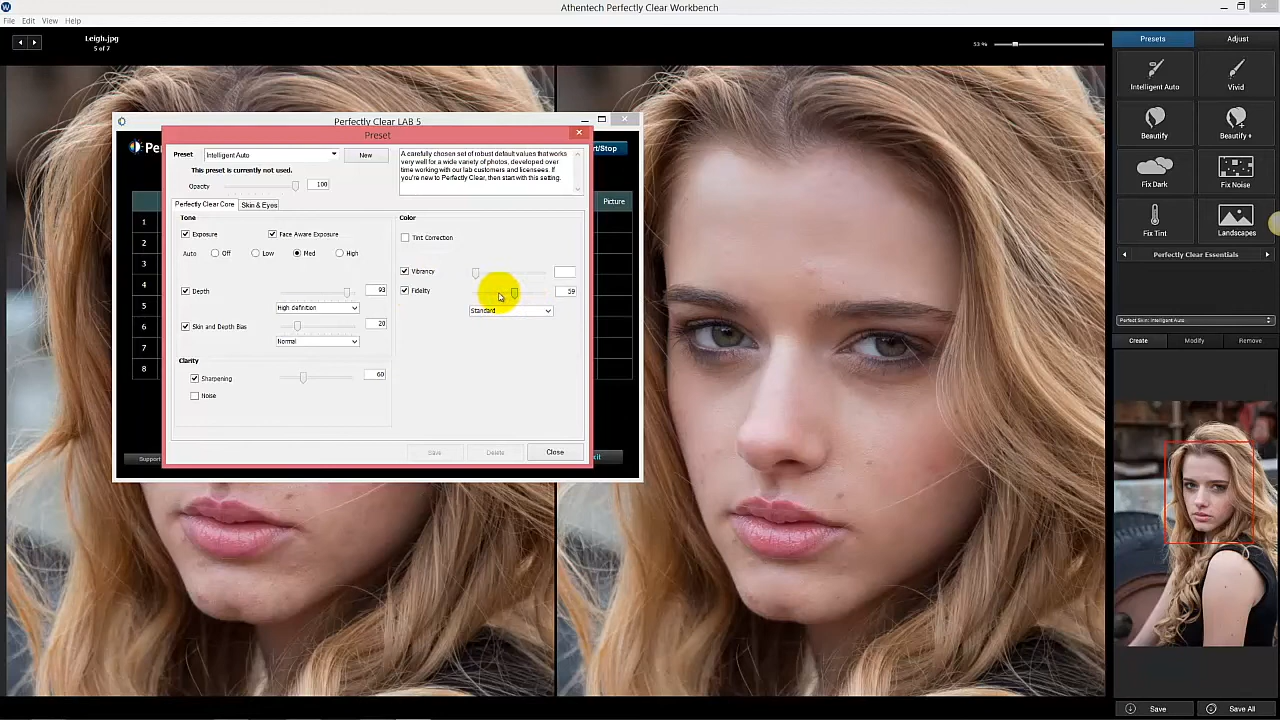 Athentech Perfectly Clear Workbench
File Edit View Help
Leigh.jpg
5 of 7
53 %
Presets Adjust
Intelligent Auto Vivid
Beautify Beautify +
Fix Dark Fix Noise
Fix Tint Landscapes
Perfectly Clear Essentials
Perfect Skin: Intelligent Auto
Create Modify Remove
Save Save All
Perfectly Clear LAB 5
Preset
Preset Intelligent Auto New
This preset is currently not used.
Opacity 100
A carefully chosen set of robust default values that works
very well for a wide variety of photos, developed over
time working with our lab customers and licensees. If
you're new to Perfectly Clear, then start with this setting.
Perfectly Clear Core Skin & Eyes
Tone
Exposure Face Aware Exposure
Auto Off Low Med High
Depth 93
High definition
Skin and Depth Bias 20
Normal
Clarity
Sharpening 60
Noise
Color
Tint Correction
Vibrancy
Fidelity 59
Standard
Save Delete Close
Picture
1
2
3
4
5
6
7
8
Support